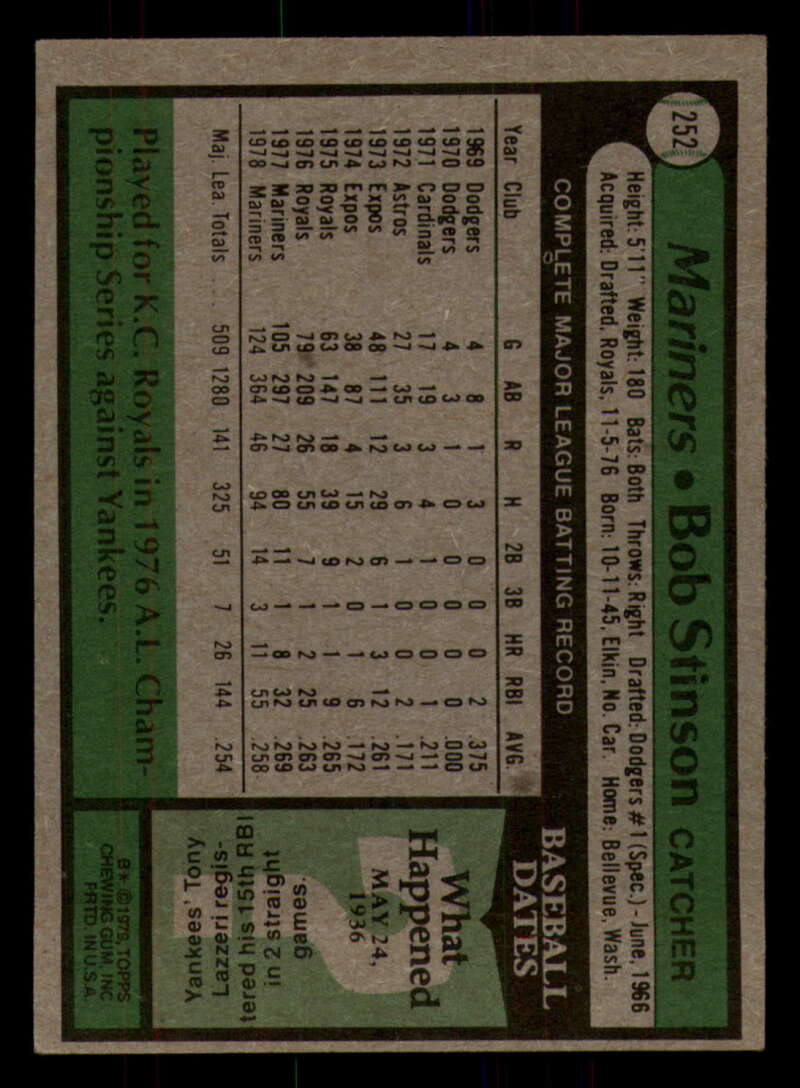 252
Mariners • Bob Stinson CATCHER
Height: 5'11" Weight: 180 Bats: Both Throws: Right Drafted: Dodgers #1 (Spec.) - June, 1966
Acquired: Drafted, Royals, 11-5-76 Born: 10-11-45, Elkin, No. Car. Home: Bellevue, Wash.
COMPLETE MAJOR LEAGUE BATTING RECORD
Year Club G AB R H 2B 3B HR RBI AVG.
1969 Dodgers 4 8 1 3 0 0 0 2 .375
1970 Dodgers 4 3 1 0 0 0 0 0 .000
1971 Cardinals 17 19 3 4 1 0 0 1 .211
1972 Astros 27 35 3 6 1 0 0 2 .171
1973 Expos 48 111 12 29 6 1 3 12 .261
1974 Expos 38 87 4 15 2 0 1 6 .172
1975 Royals 63 147 18 39 9 1 1 9 .265
1976 Royals 79 209 26 55 7 1 2 25 .263
1977 Mariners 105 297 27 80 11 1 8 32 .269
1978 Mariners 124 364 46 94 14 3 11 55 .258
Maj. Lea. Totals .... 509 1280 141 325 51 7 26 144 .254
Played for K.C. Royals in 1976 A.L. Cham-
pionship Series against Yankees.
BASEBALL
DATES
What
Happened
MAY 24,
1936
?
Yankees' Tony
Lazzeri regis-
tered his 15th RBI
in 2 straight
games.
B* © 1979, TOPPS
CHEWING GUM, INC
PRTD. IN U.S.A.